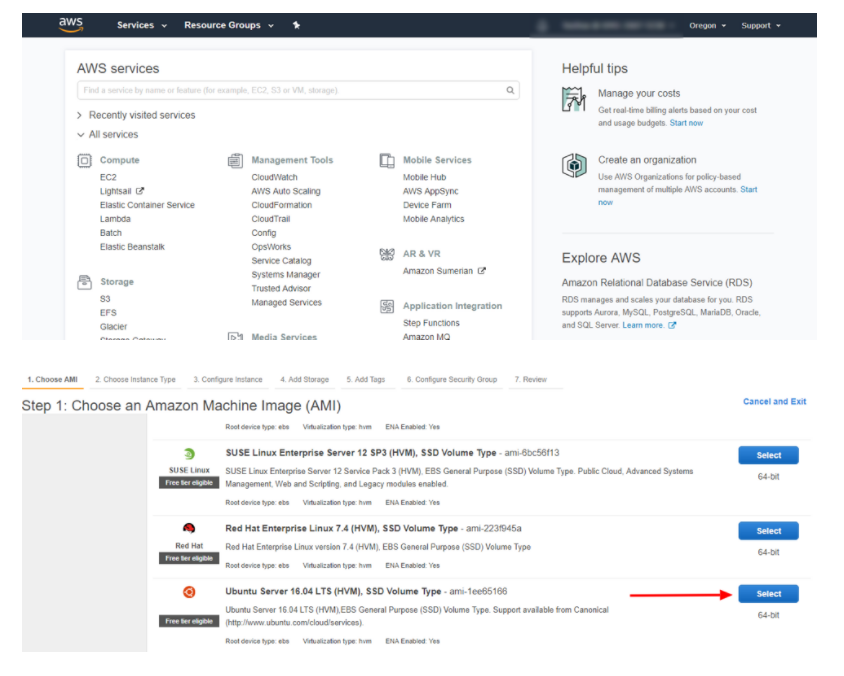 aws Services Resource Groups Oregon Support
AWS services
Find a service by name or feature (for example, EC2, S3 or VM, storage).
Recently visited services
All services
Compute
EC2
Lightsail
Elastic Container Service
Lambda
Batch
Elastic Beanstalk
Storage
S3
EFS
Glacier
Storage Gateway
Management Tools
CloudWatch
AWS Auto Scaling
CloudFormation
CloudTrail
Config
OpsWorks
Service Catalog
Systems Manager
Trusted Advisor
Managed Services
Media Services
Mobile Services
Mobile Hub
AWS AppSync
Device Farm
Mobile Analytics
AR & VR
Amazon Sumerian
Application Integration
Step Functions
Amazon MQ
Helpful tips
Manage your costs
Get real-time billing alerts based on your cost
and usage budgets. Start now
Create an organization
Use AWS Organizations for policy-based
management of multiple AWS accounts. Start
now
Explore AWS
Amazon Relational Database Service (RDS)
RDS manages and scales your database for you. RDS
supports Aurora, MySQL, PostgreSQL, MariaDB, Oracle,
and SQL Server. Learn more.
1. Choose AMI 2. Choose Instance Type 3. Configure Instance 4. Add Storage 5. Add Tags 6. Configure Security Group 7. Review
Step 1: Choose an Amazon Machine Image (AMI) Cancel and Exit
Root device type: ebs Virtualization type: hvm ENA Enabled: Yes
SUSE Linux
Free tier eligible
SUSE Linux Enterprise Server 12 SP3 (HVM), SSD Volume Type - ami-6bc56f13
SUSE Linux Enterprise Server 12 Service Pack 3 (HVM), EBS General Purpose (SSD) Volume Type. Public Cloud, Advanced Systems
Management, Web and Scripting, and Legacy modules enabled.
Root device type: ebs Virtualization type: hvm ENA Enabled: Yes
Select
64-bit
Red Hat
Free tier eligible
Red Hat Enterprise Linux 7.4 (HVM), SSD Volume Type - ami-223f945a
Red Hat Enterprise Linux version 7.4 (HVM), EBS General Purpose (SSD) Volume Type
Root device type: ebs Virtualization type: hvm ENA Enabled: Yes
Select
64-bit
Free tier eligible
Ubuntu Server 16.04 LTS (HVM), SSD Volume Type - ami-1ee65166
Ubuntu Server 16.04 LTS (HVM),EBS General Purpose (SSD) Volume Type. Support available from Canonical
(http://www.ubuntu.com/cloud/services).
Root device type: ebs Virtualization type: hvm ENA Enabled: Yes
Select
64-bit